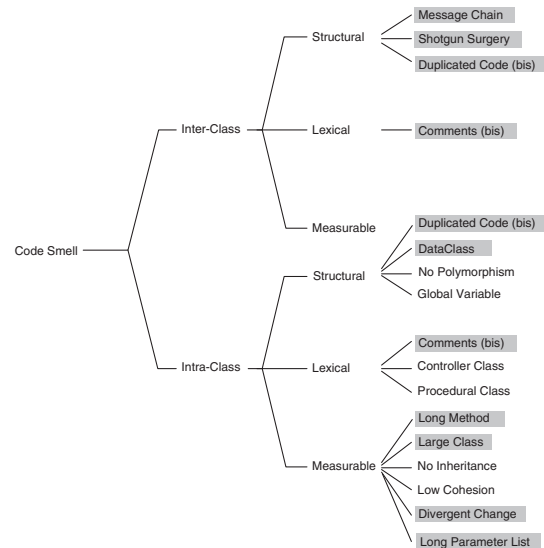 Message Chain
Structural
Shotgun Surgery
Duplicated Code (bis)
Inter-Class
Lexical
Comments (bis)
Measurable
Duplicated Code (bis)
Code Smell
DataClass
Structural
No Polymorphism
Global Variable
Comments (bis)
Intra-Class
Lexical
Controller Class
Procedural Class
Long Method
Large Class
Measurable
No Inheritance
Low Cohesion
Divergent Change
Long Parameter List